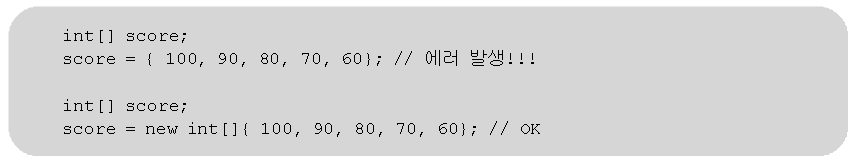 int[] score;
score = { 100, 90, 80, 70, 60}; // 에러 발생!!!
int[] score;
score = new int[]{ 100, 90, 80, 70, 60}; // OK